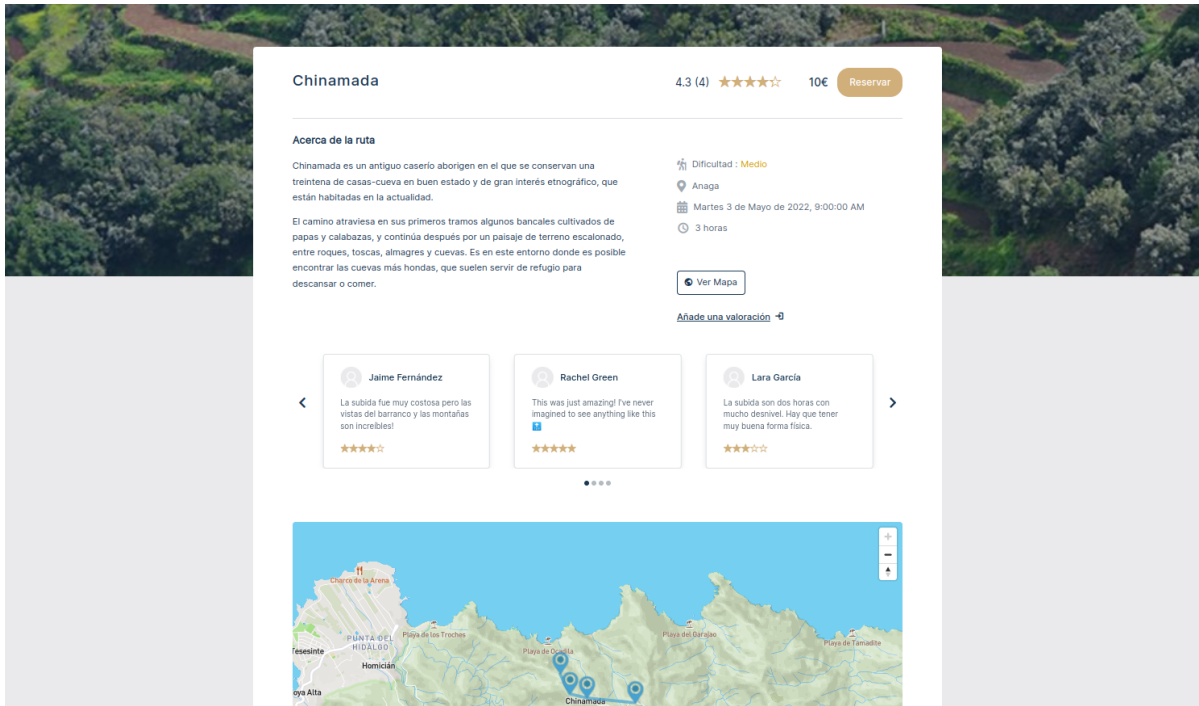 Chinamada
4.3 (4)
10€
Reservar
Acerca de la ruta
Chinamada es un antiguo caserío aborigen en el que se conservan una
treintena de casas-cueva en buen estado y de gran interés etnográfico, que
están habitadas en la actualidad.
El camino atraviesa en sus primeros tramos algunos bancales cultivados de
papas y calabazas, y continúa después por un paisaje de terreno escalonado,
entre roques, toscas, almagres y cuevas. Es en este entorno donde es posible
encontrar las cuevas más hondas, que suelen servir de refugio para
descansar o comer.
Dificultad : Medio
Anaga
Martes 3 de Mayo de 2022, 9:00:00 AM
3 horas
Ver Mapa
Añade una valoración
Jaime Fernández
La subida fue muy costosa pero las
vistas del barranco y las montañas
son increíbles!
Rachel Green
This was just amazing! I've never
imagined to see anything like this
Lara García
La subida son dos horas con
mucho desnivel. Hay que tener
muy buena forma física.
Charco de la Arena
PUNTA DEL
HIDALGO
Playa de los Troches
Playa del Garajao
Playa de Tamadite
Tesesinte
Playa de Ocadila
Homicián
oya Alta
Chinamada